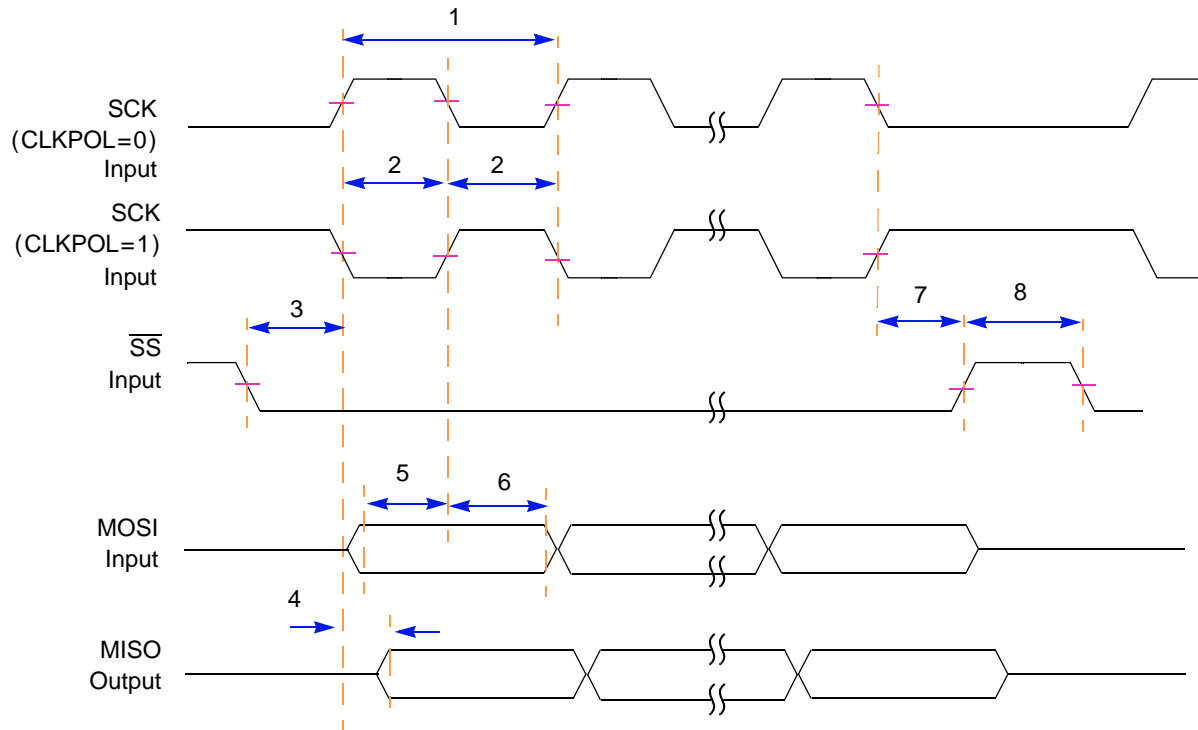 1
SCK
(CLKPOL=0)
Input
2 2
SCK
(CLKPOL=1)
Input
3
7 8
SS
Input
5 6
MOSI
Input
4
MISO
Output